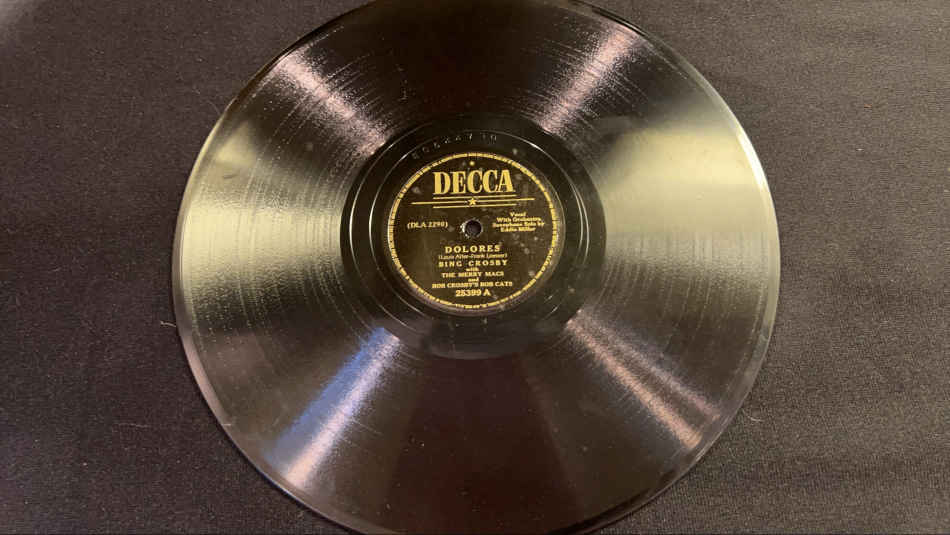 DECCA
(DLA 2290)
Vocal
With Orchestra,
Saxophone Solo by
Eddie Miller
DOLORES
(Louis Alter-Frank Loesser)
BING CROSBY
with
THE MERRY MACS
and
BOB CROSBY'S BOB CATS
25399 A